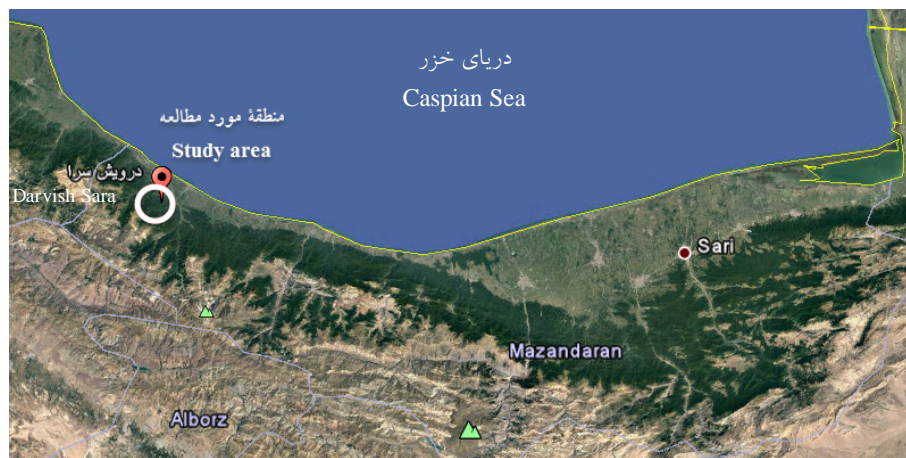 دریای خزر
Caspian Sea
منطقهٔ مورد مطالعه
Study area
درویش سرا
Darvish Sara
Sari
Mazandaran
Alborz